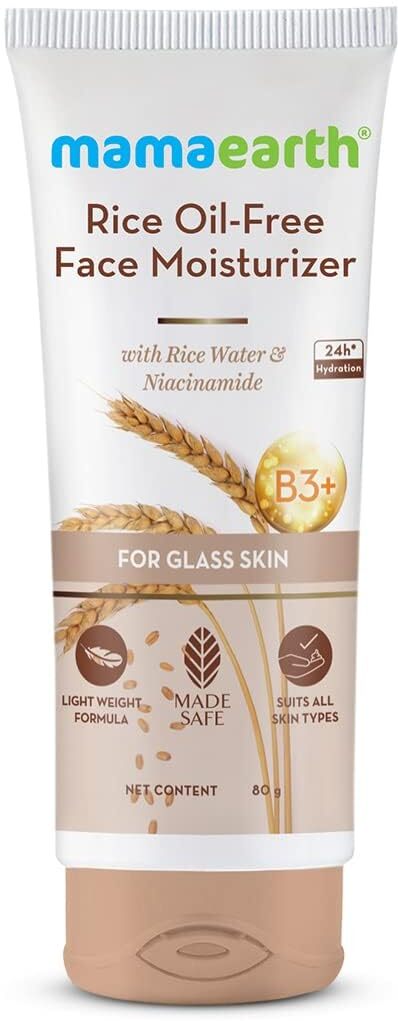 mamaearth®
Rice Oil-Free
Face Moisturizer
with Rice Water &
Niacinamide
24h*
Hydration
B3+
FOR GLASS SKIN
LIGHT WEIGHT
FORMULA
MADE
SAFE
SUITS ALL
SKIN TYPES
NET CONTENT 80 g